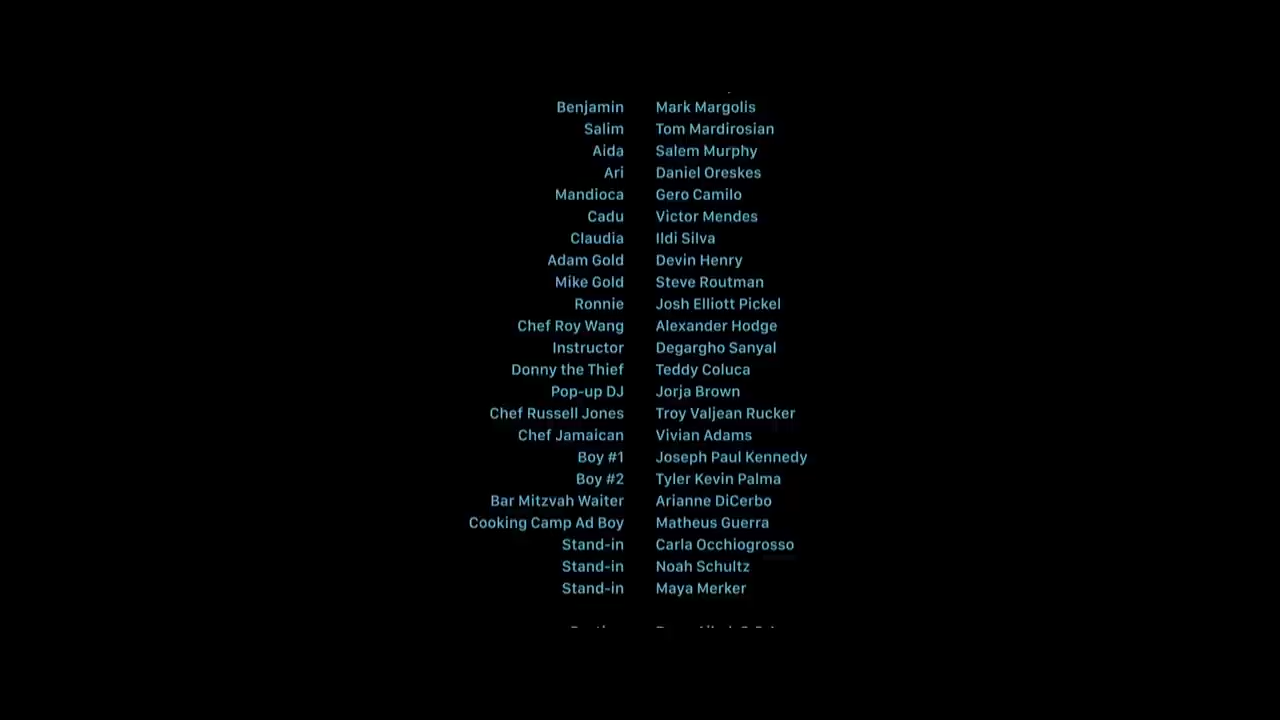 Benjamin Mark Margolis
Salim Tom Mardirosian
Aida Salem Murphy
Ari Daniel Oreskes
Mandioca Gero Camilo
Cadu Victor Mendes
Claudia Ildi Silva
Adam Gold Devin Henry
Mike Gold Steve Routman
Ronnie Josh Elliott Pickel
Chef Roy Wang Alexander Hodge
Instructor Degargho Sanyal
Donny the Thief Teddy Coluca
Pop-up DJ Jorja Brown
Chef Russell Jones Troy Valjean Rucker
Chef Jamaican Vivian Adams
Boy #1 Joseph Paul Kennedy
Boy #2 Tyler Kevin Palma
Bar Mitzvah Waiter Arianne DiCerbo
Cooking Camp Ad Boy Matheus Guerra
Stand-in Carla Occhiogrosso
Stand-in Noah Schultz
Stand-in Maya Merker